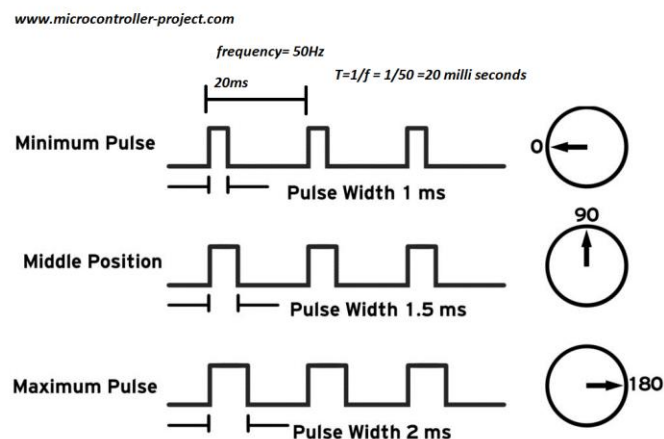 www.microcontroller-project.com
frequency= 50Hz
20ms
T=1/f = 1/50 =20 milli seconds
Minimum Pulse
0
Pulse Width 1 ms
90
Middle Position
Pulse Width 1.5 ms
Maximum Pulse
180
Pulse Width 2 ms